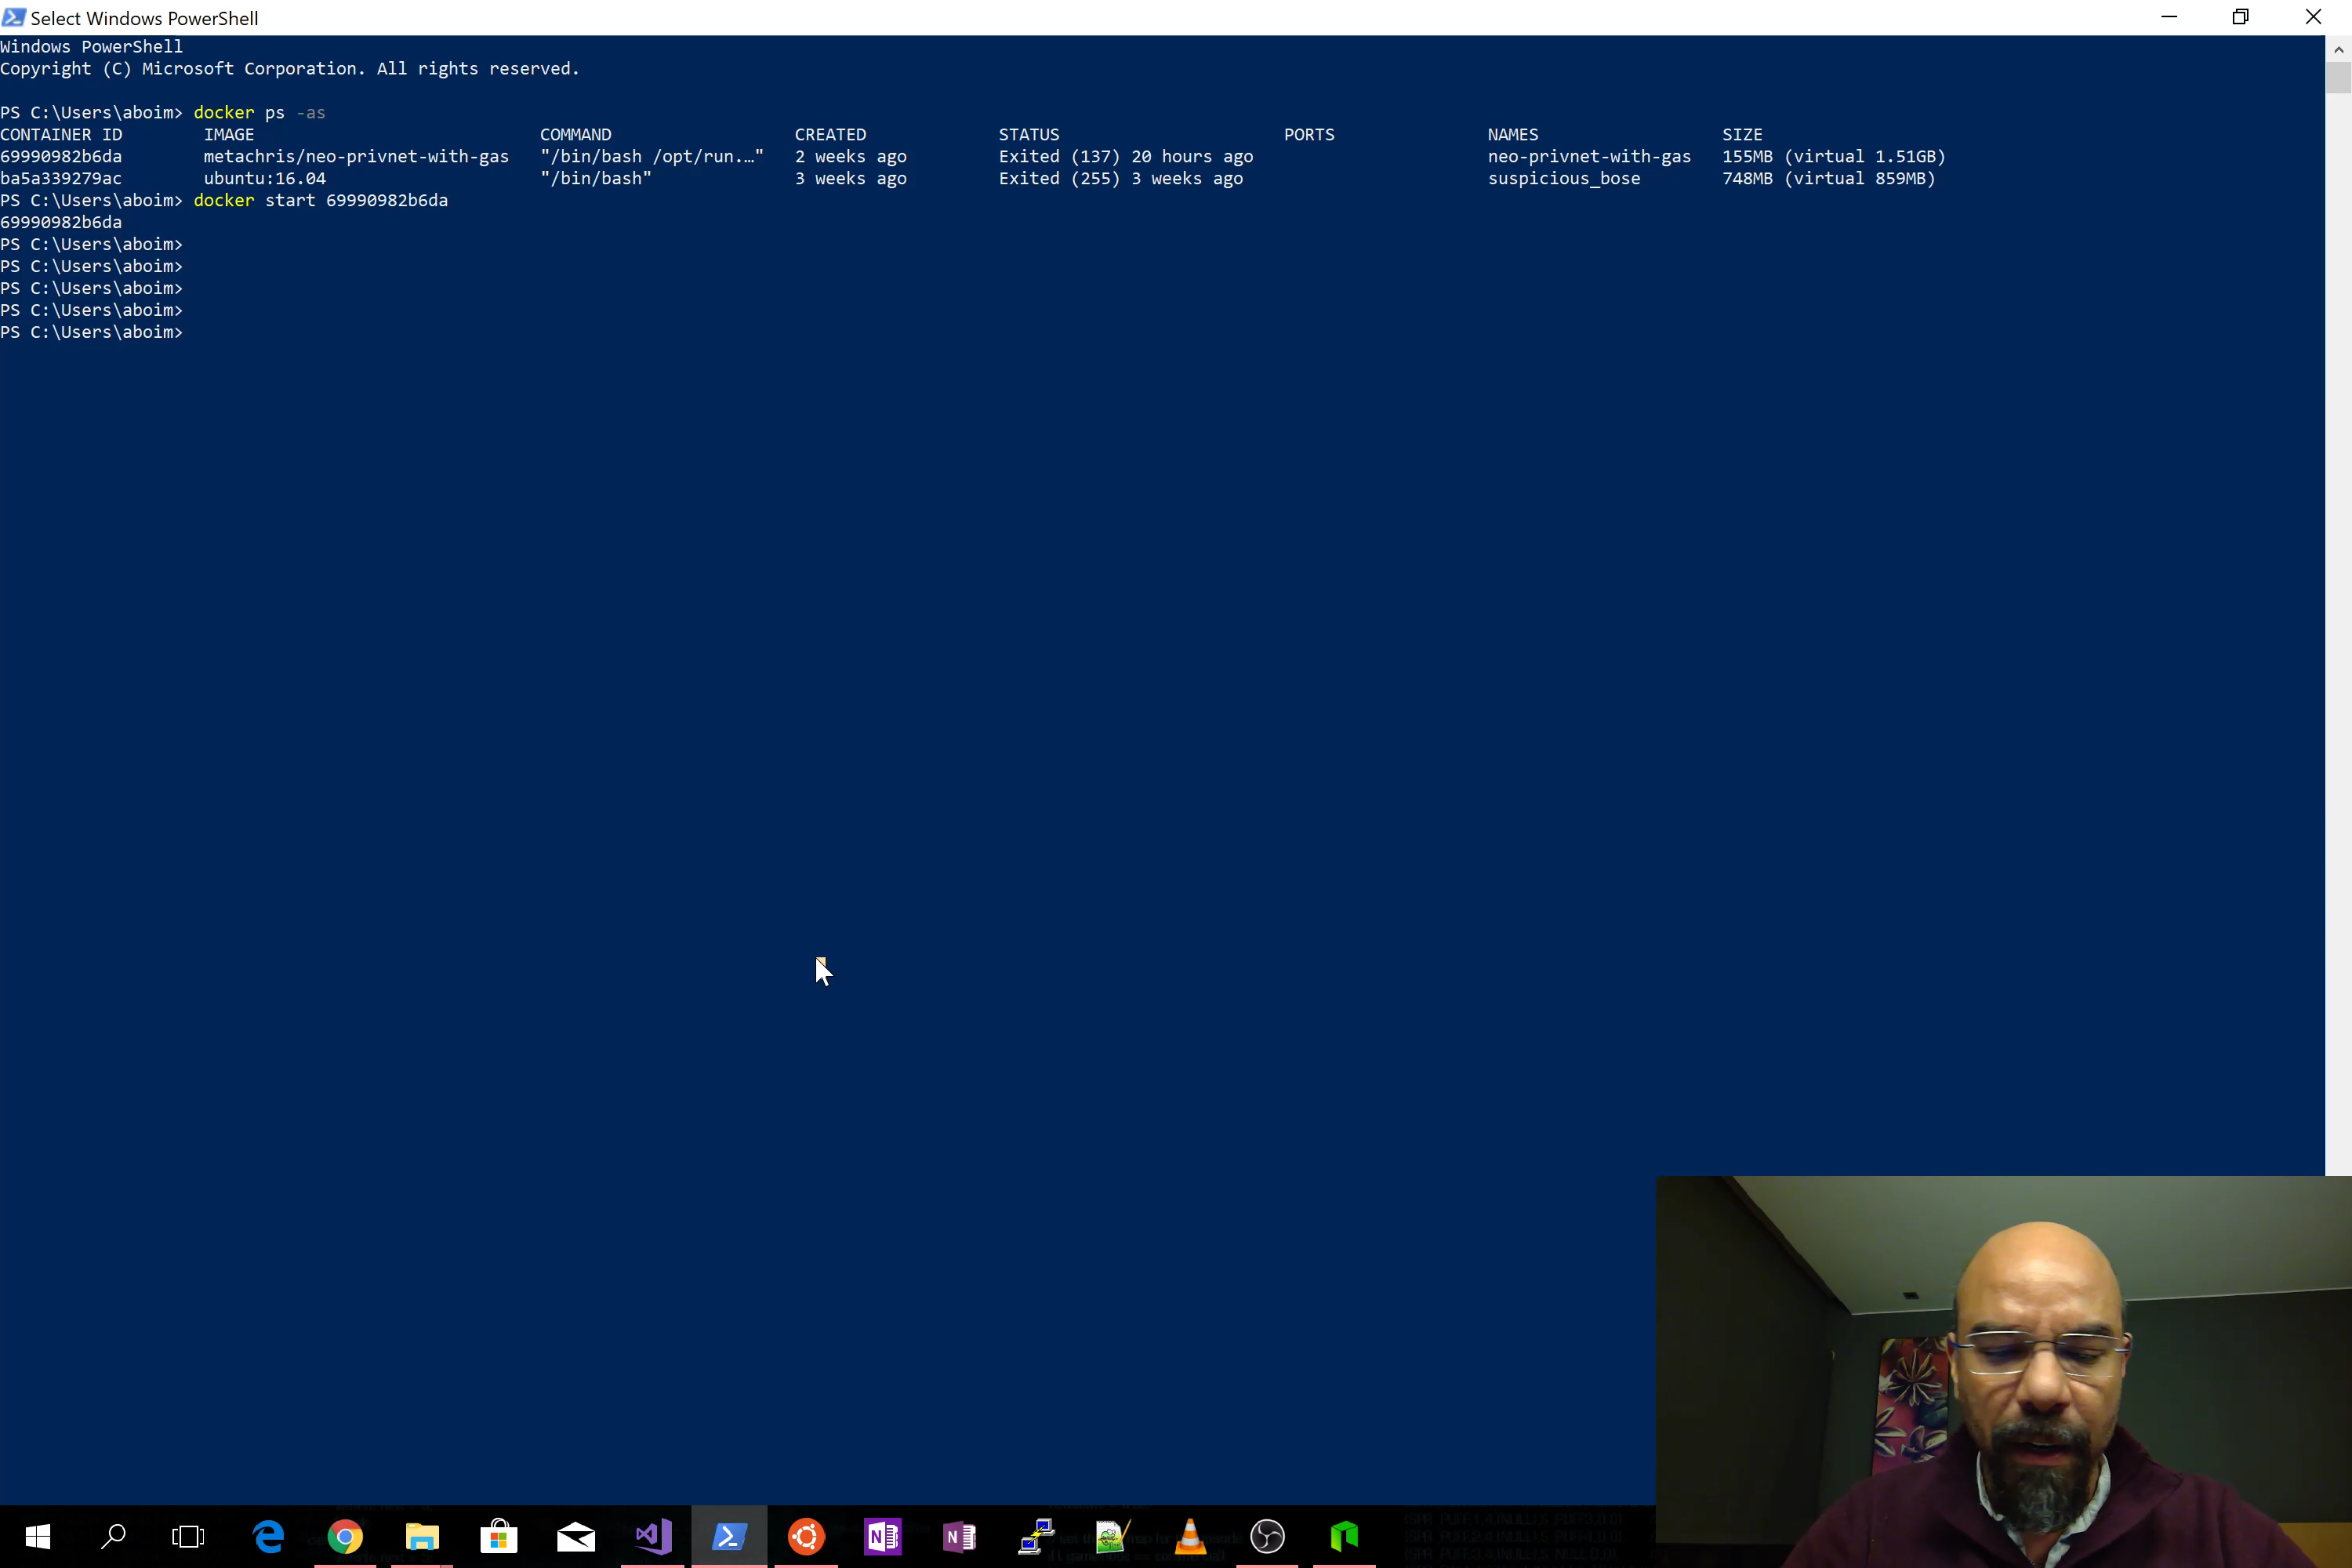 Select Windows PowerShell
Windows PowerShell
Copyright (C) Microsoft Corporation. All rights reserved.
PS C:\Users\aboim> docker ps -as
CONTAINER ID IMAGE COMMAND CREATED STATUS PORTS NAMES SIZE
69990982b6da metachris/neo-privnet-with-gas "/bin/bash /opt/run.…" 2 weeks ago Exited (137) 20 hours ago neo-privnet-with-gas 155MB (virtual 1.51GB)
ba5a339279ac ubuntu:16.04 "/bin/bash" 3 weeks ago Exited (255) 3 weeks ago suspicious_bose 748MB (virtual 859MB)
PS C:\Users\aboim> docker start 69990982b6da
69990982b6da
PS C:\Users\aboim>
PS C:\Users\aboim>
PS C:\Users\aboim>
PS C:\Users\aboim>
PS C:\Users\aboim>